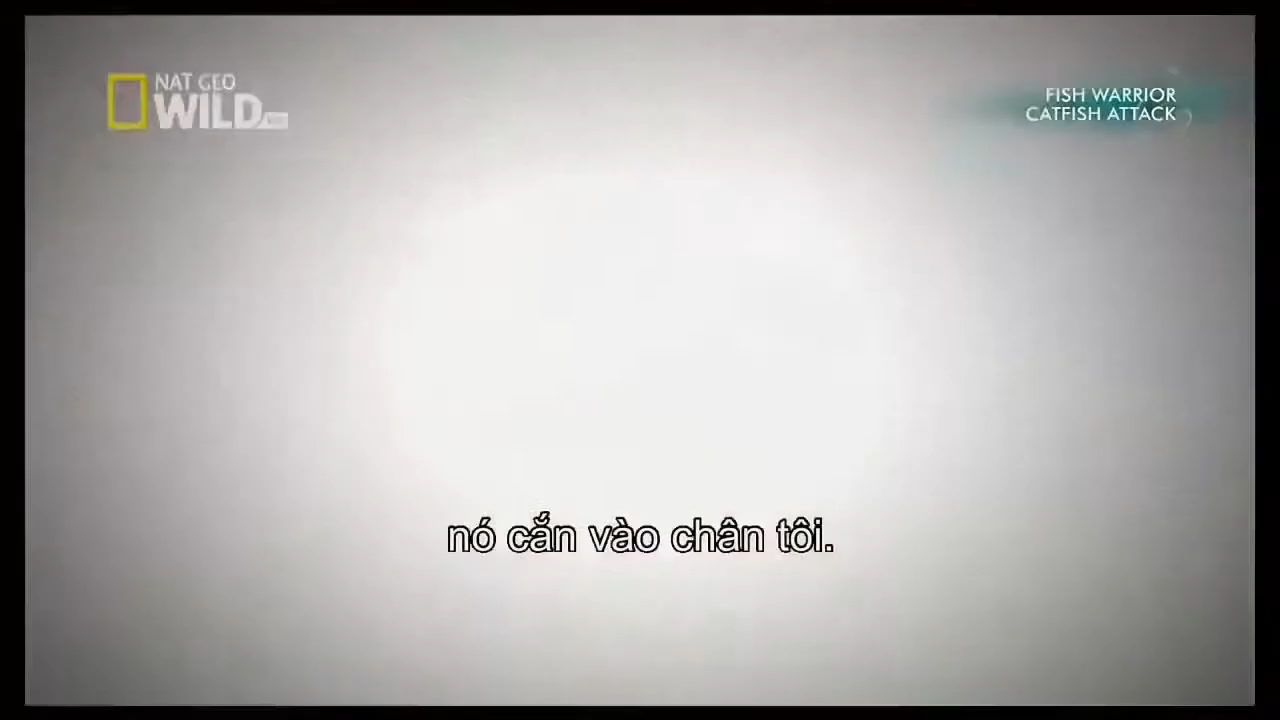 NAT GEO
WILD
FISH WARRIOR
CATFISH ATTACK
nó cắn vào chân tôi.